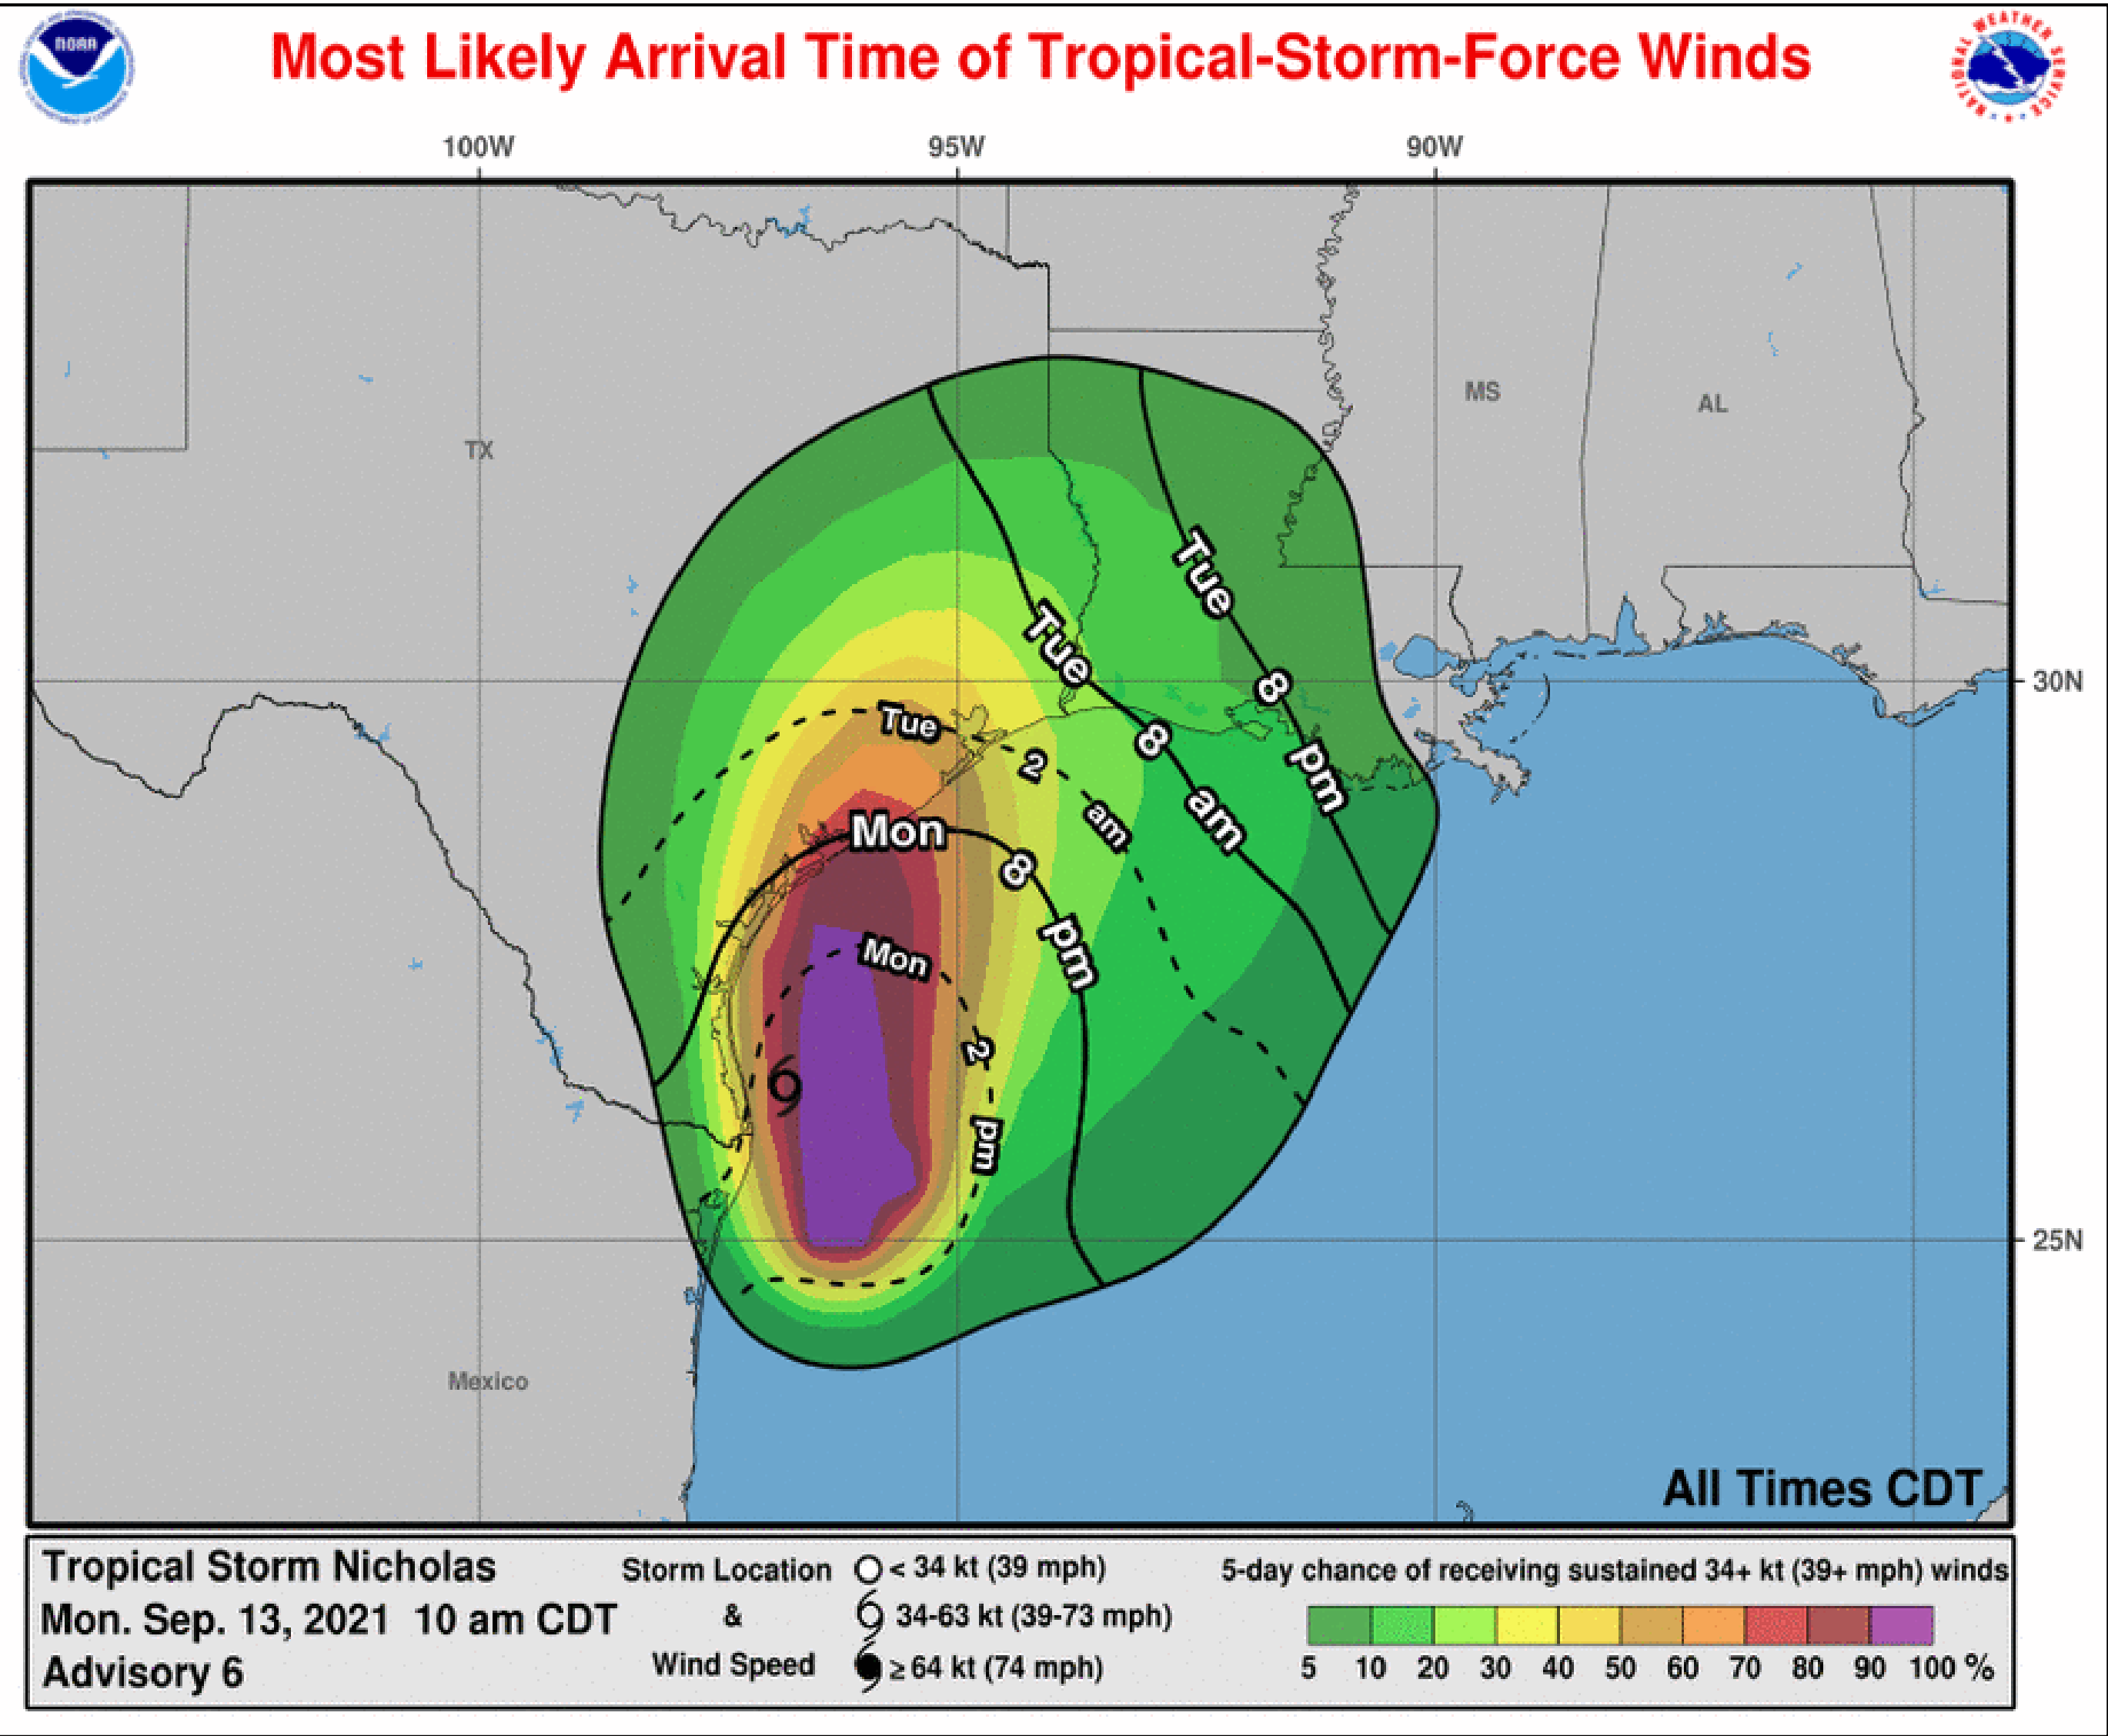 NOAA
Most Likely Arrival Time of Tropical-Storm-Force Winds
NATIONAL WEATHER SERVICE
100W 95W 90W
MS
AL
TX
Tue 8 pm
Tue 8 am
30N
Tue 2 am
Mon 8 pm
Mon 2 pm
25N
Mexico
All Times CDT
Tropical Storm Nicholas
Mon. Sep. 13, 2021 10 am CDT
Advisory 6
Storm Location
&
Wind Speed
< 34 kt (39 mph)
34-63 kt (39-73 mph)
≥ 64 kt (74 mph)
5-day chance of receiving sustained 34+ kt (39+ mph) winds
5 10 20 30 40 50 60 70 80 90 100 %